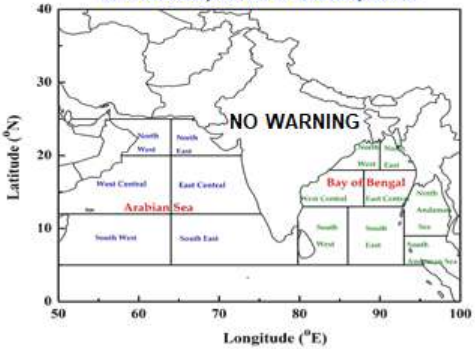 40
30
20
10
0
50
60
70
80
90
100
Latitude (⁰N)
Longitude (⁰E)
NO WARNING
North
West
North
East
West Central
East Central
Arabian Sea
South West
South East
North
West
North
East
Bay of Bengal
West Central
East Central
South
West
South
East
North
Andaman
Sea
South
Andaman Sea